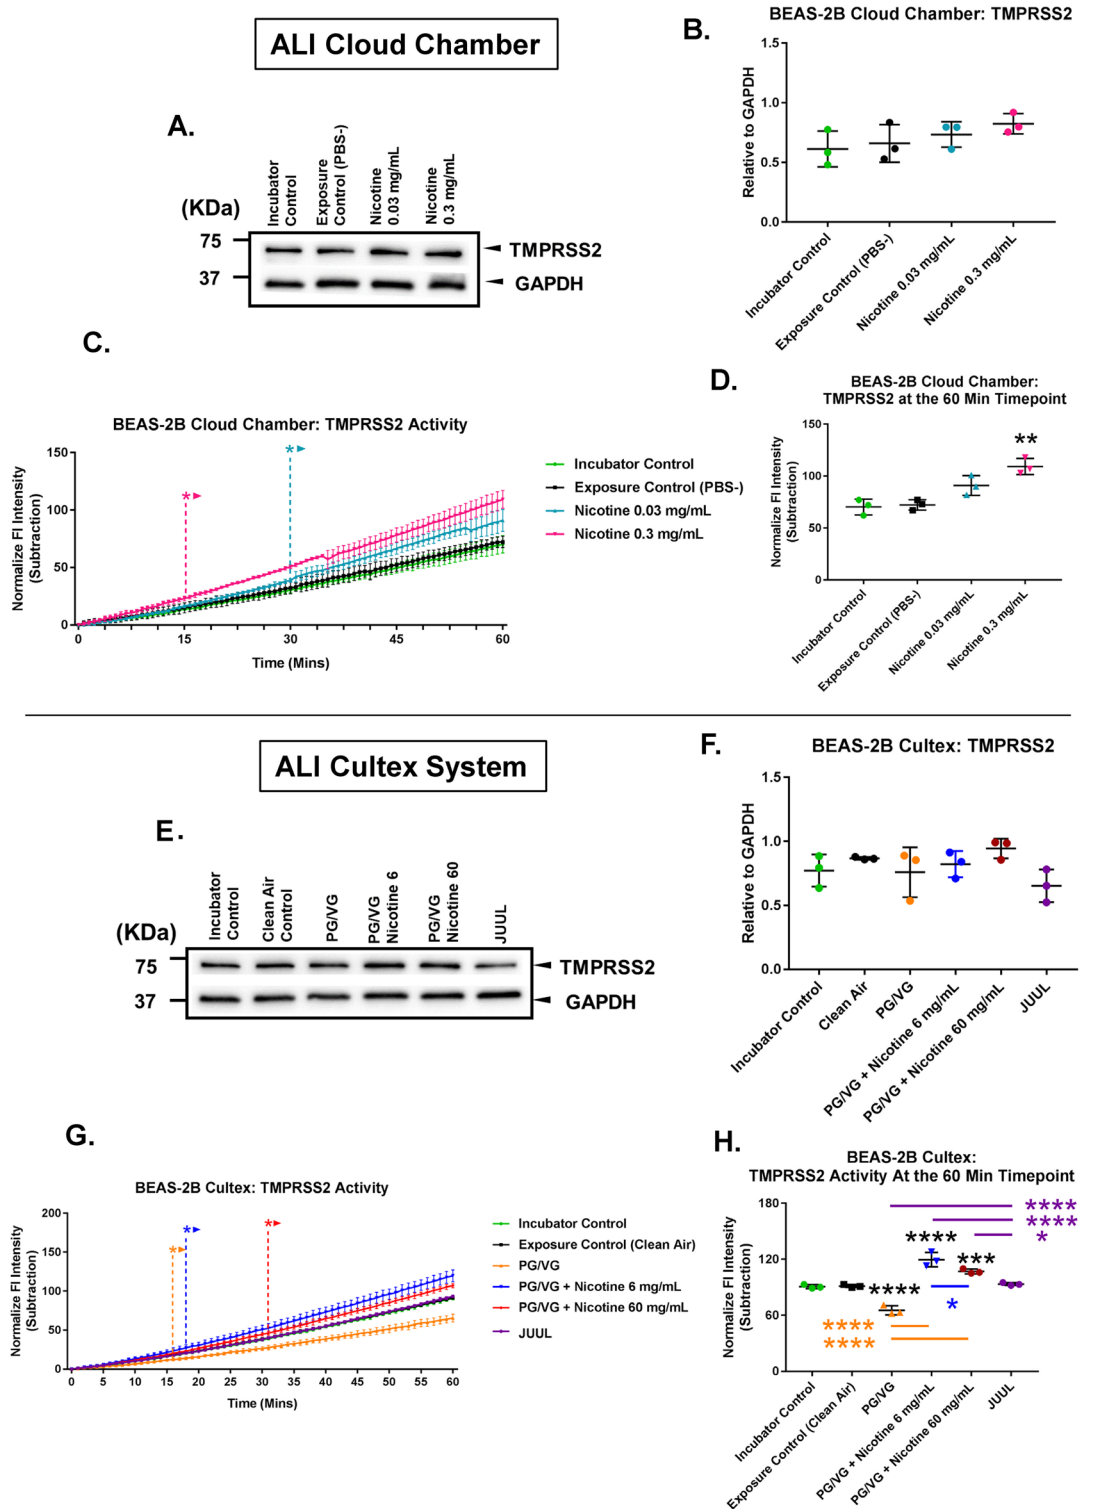 ALI Cloud Chamber
A.
(KDa)
Incubator
Control
Exposure
Control (PBS-)
Nicotine
0.03 mg/mL
Nicotine
0.3 mg/mL
75
37
TMPRSS2
GAPDH
B.
BEAS-2B Cloud Chamber: TMPRSS2
Relative to GAPDH
1.5
1.0
0.5
0.0
Incubator Control
Exposure Control (PBS-)
Nicotine 0.03 mg/mL
Nicotine 0.3 mg/mL
C.
BEAS-2B Cloud Chamber: TMPRSS2 Activity
Normalize FI Intensity
(Subtraction)
150
100
50
0
*
*
0
15
30
45
60
Time (Mins)
Incubator Control
Exposure Control (PBS-)
Nicotine 0.03 mg/mL
Nicotine 0.3 mg/mL
D.
BEAS-2B Cloud Chamber:
TMPRSS2 at the 60 Min Timepoint
Normalize FI Intensity
(Subtraction)
150
100
50
0
**
Incubator Control
Exposure Control (PBS-)
Nicotine 0.03 mg/mL
Nicotine 0.3 mg/mL
ALI Cultex System
E.
(KDa)
Incubator
Control
Clean Air
Control
PG/VG
PG/VG
Nicotine 6
PG/VG
Nicotine 60
JUUL
75
37
TMPRSS2
GAPDH
F.
BEAS-2B Cultex: TMPRSS2
Relative to GAPDH
1.5
1.0
0.5
0.0
Incubator Control
Clean Air
PG/VG
PG/VG + Nicotine 6 mg/mL
PG/VG + Nicotine 60 mg/mL
JUUL
G.
BEAS-2B Cultex: TMPRSS2 Activity
Normalize FI Intensity
(Subtraction)
200
150
100
50
0
*
*
*
0
5
10
15
20
25
30
35
40
45
50
55
60
Time (Mins)
Incubator Control
Exposure Control (Clean Air)
PG/VG
PG/VG + Nicotine 6 mg/mL
PG/VG + Nicotine 60 mg/mL
JUUL
H.
BEAS-2B Cultex:
TMPRSS2 Activity At the 60 Min Timepoint
Normalize FI Intensity
(Subtraction)
180
120
60
0
****
****
*
****
***
****
*
****
****
Incubator Control
Exposure Control (Clean Air)
PG/VG
PG/VG + Nicotine 6 mg/mL
PG/VG + Nicotine 60 mg/mL
JUUL